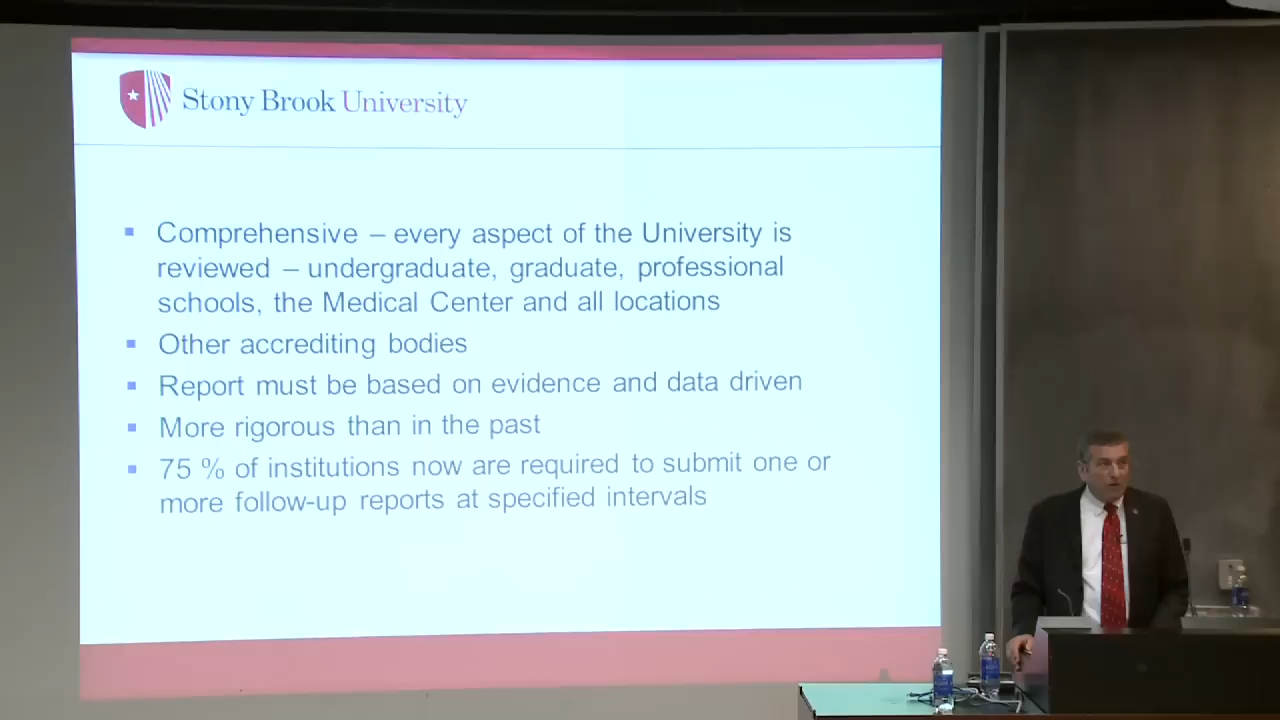 Stony Brook University
Comprehensive – every aspect of the University is
reviewed – undergraduate, graduate, professional
schools, the Medical Center and all locations
Other accrediting bodies
Report must be based on evidence and data driven
More rigorous than in the past
75 % of institutions now are required to submit one or
more follow-up reports at specified intervals